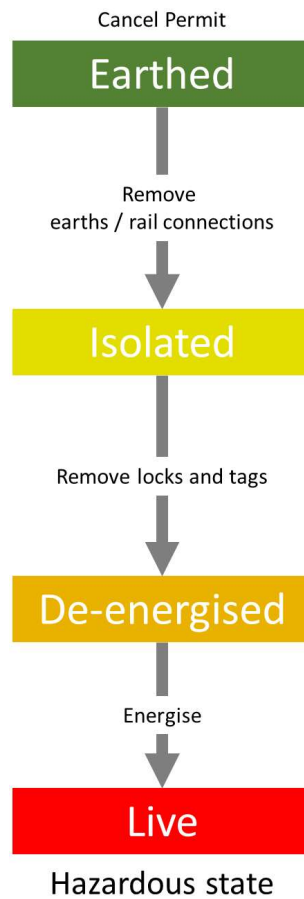 Cancel Permit
Earthed
Remove
earths / rail connections
Isolated
Remove locks and tags
De-energised
Energise
Live
Hazardous state